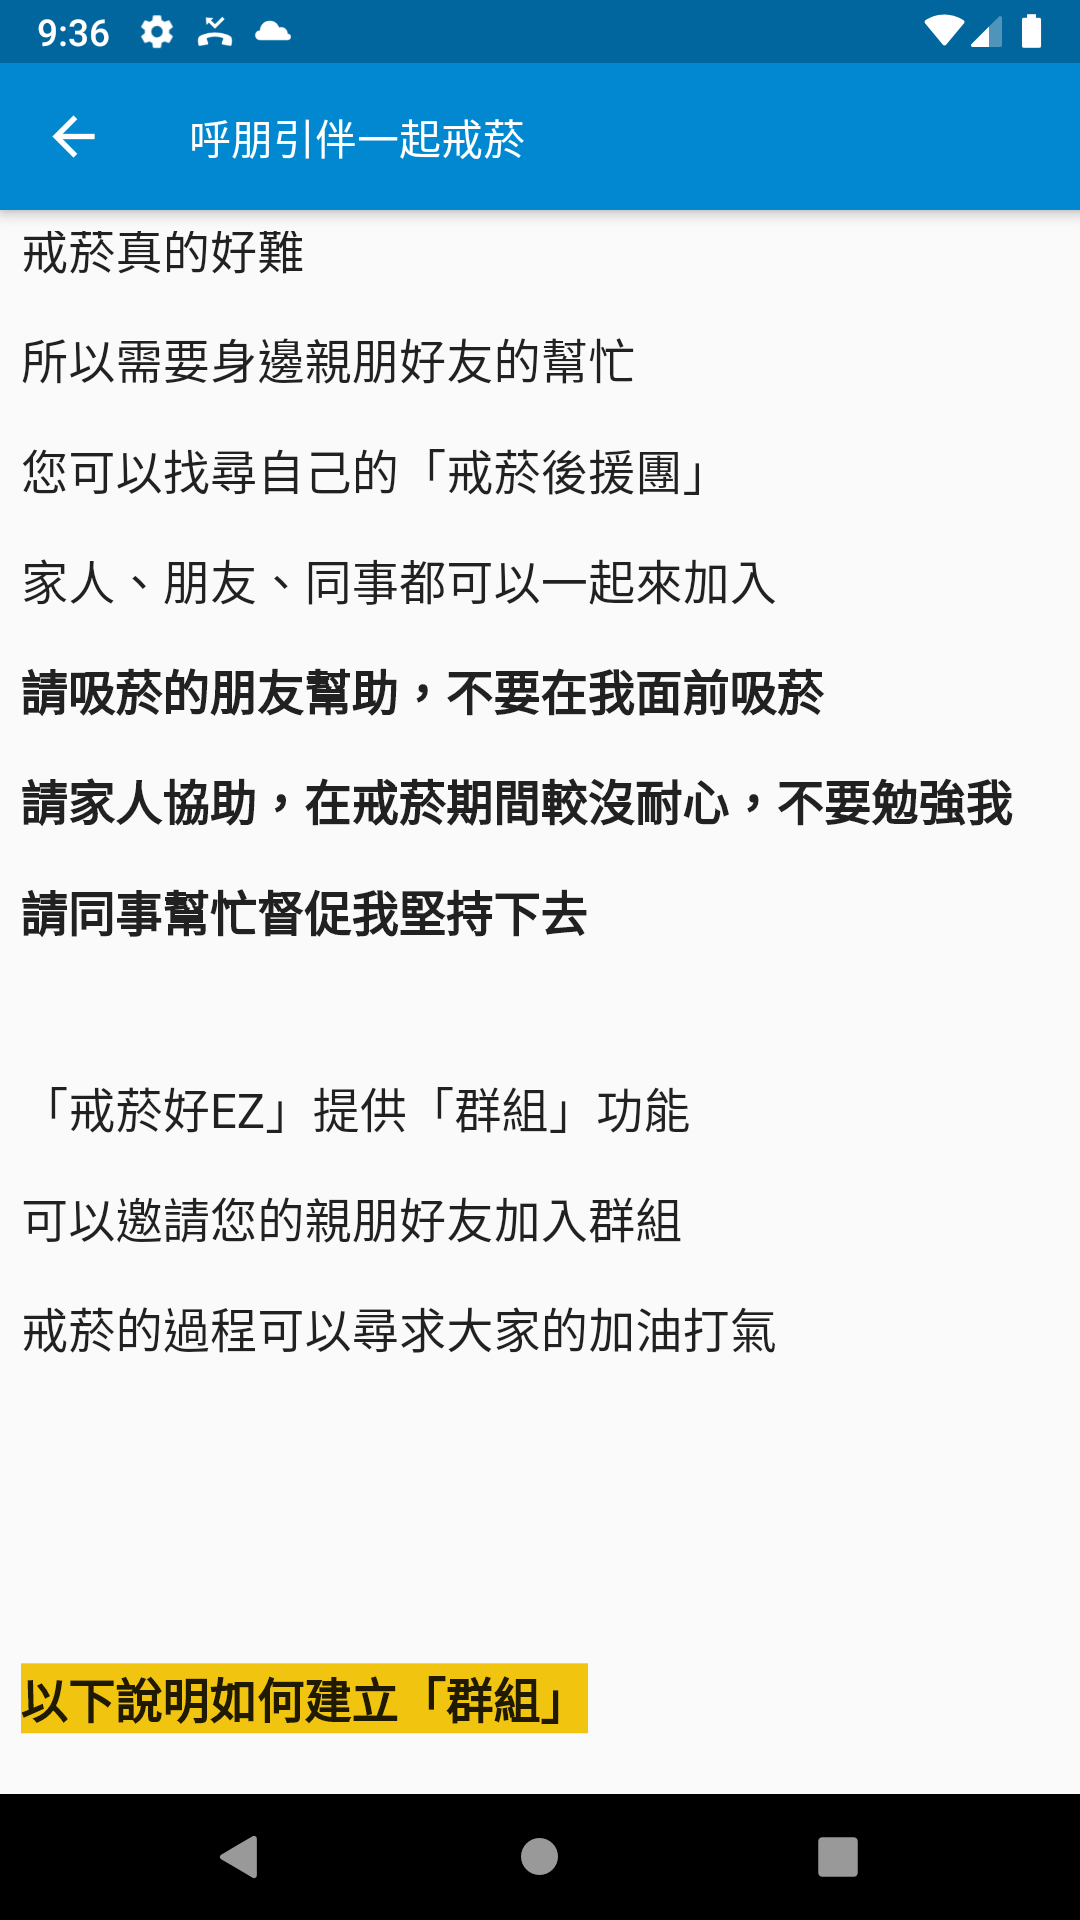 9:36
呼朋引伴一起戒菸
戒菸真的好難
所以需要身邊親朋好友的幫忙
您可以找尋自己的「戒菸後援團」
家人、朋友、同事都可以一起來加入
請吸菸的朋友幫助，不要在我面前吸菸
請家人協助，在戒菸期間較沒耐心，不要勉強我
請同事幫忙督促我堅持下去
「戒菸好EZ」提供「群組」功能
可以邀請您的親朋好友加入群組
戒菸的過程可以尋求大家的加油打氣
以下說明如何建立「群組」